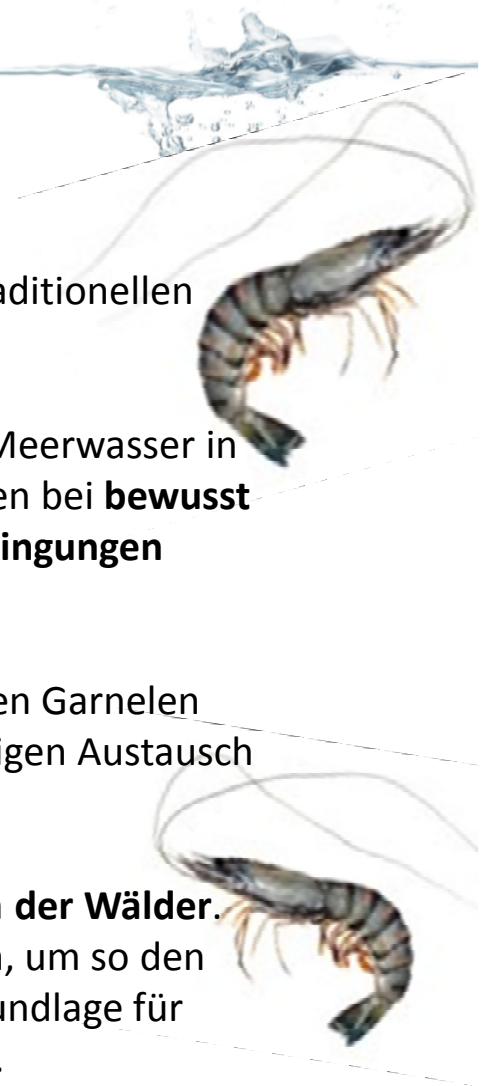 aditionellen
Meerwasser in
en bei bewusst
ingungen
en Garnelen
igen Austausch
der Wälder.
, um so den
undlage für
.